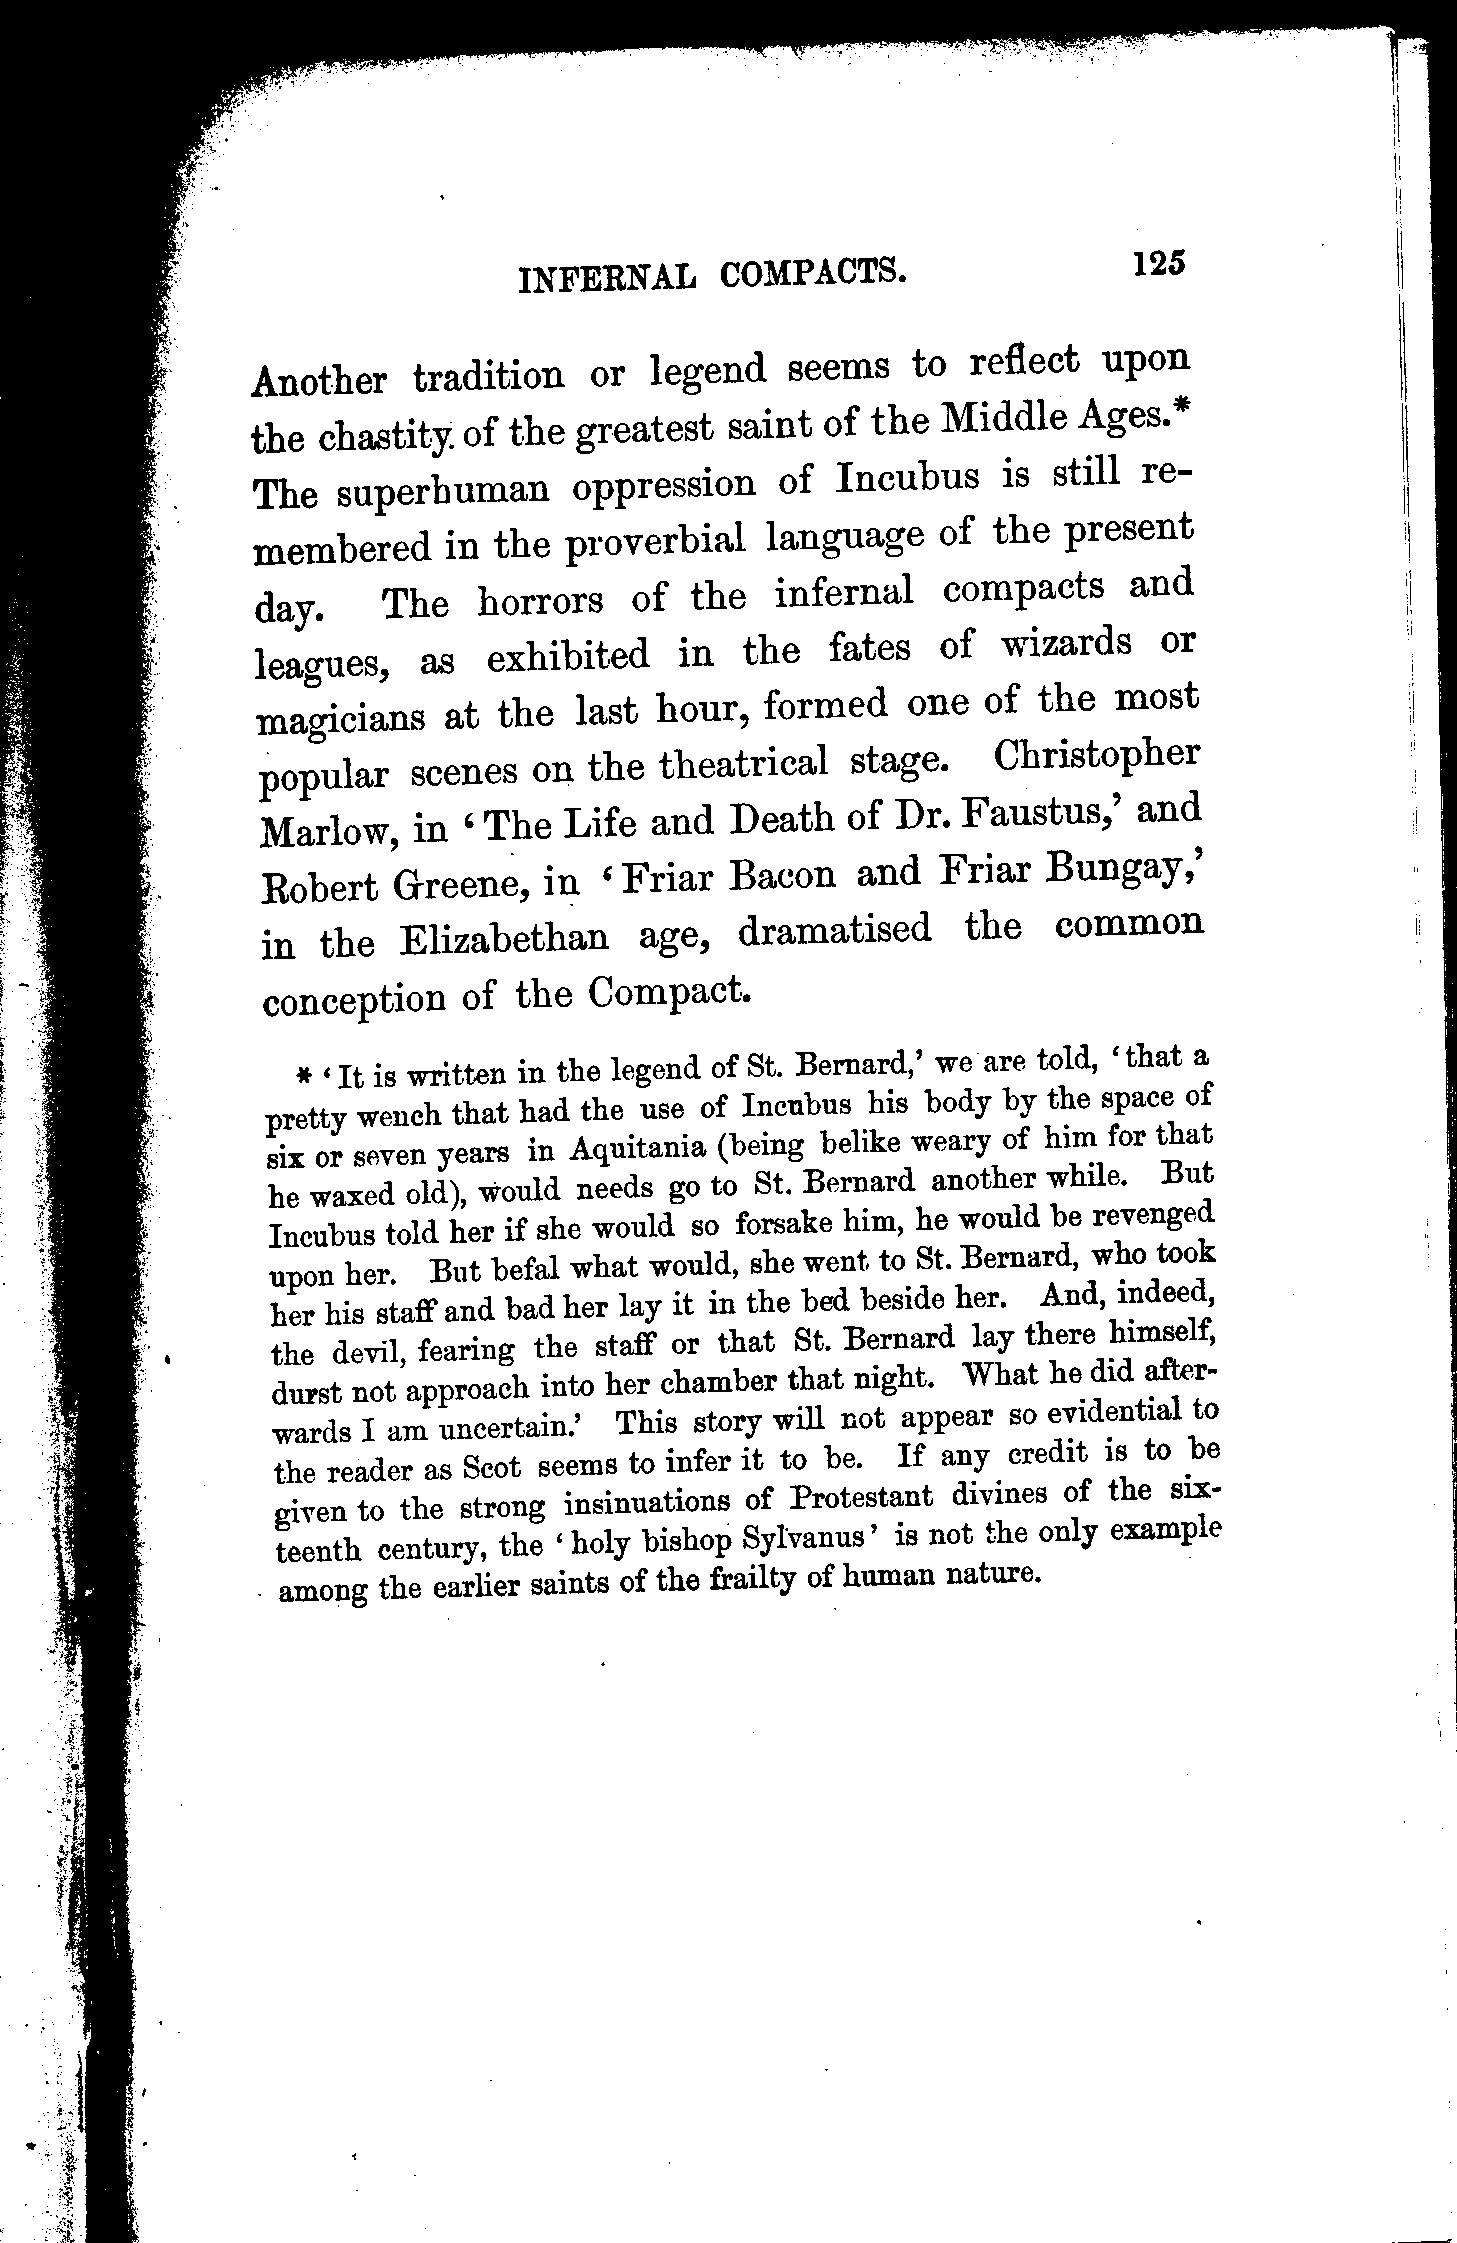 INFERNAL COMPACTS. 125
Another tradition or legend seems to reflect upon
the chastity of the greatest saint of the Middle Ages.*
The superhuman oppression of Incubus is still re-
membered in the proverbial language of the present
day. The horrors of the infernal compacts and
leagues, as exhibited in the fates of wizards or
magicians at the last hour, formed one of the most
popular scenes on the theatrical stage. Christopher
Marlow, in ‘The Life and Death of Dr. Faustus,’ and
Robert Greene, in ‘Friar Bacon and Friar Bungay,’
in the Elizabethan age, dramatised the common
conception of the Compact.
* ‘It is written in the legend of St. Bernard,’ we are told, ‘that a
pretty wench that had the use of Incubus his body by the space of
six or seven years in Aquitania (being belike weary of him for that
he waxed old), would needs go to St. Bernard another while. But
Incubus told her if she would so forsake him, he would be revenged
upon her. But befal what would, she went to St. Bernard, who took
her his staff and bad her lay it in the bed beside her. And, indeed,
the devil, fearing the staff or that St. Bernard lay there himself,
durst not approach into her chamber that night. What he did after-
wards I am uncertain.’ This story will not appear so evidential to
the reader as Scot seems to infer it to be. If any credit is to be
given to the strong insinuations of Protestant divines of the six-
teenth century, the ‘holy bishop Sylvanus’ is not the only example
among the earlier saints of the frailty of human nature.